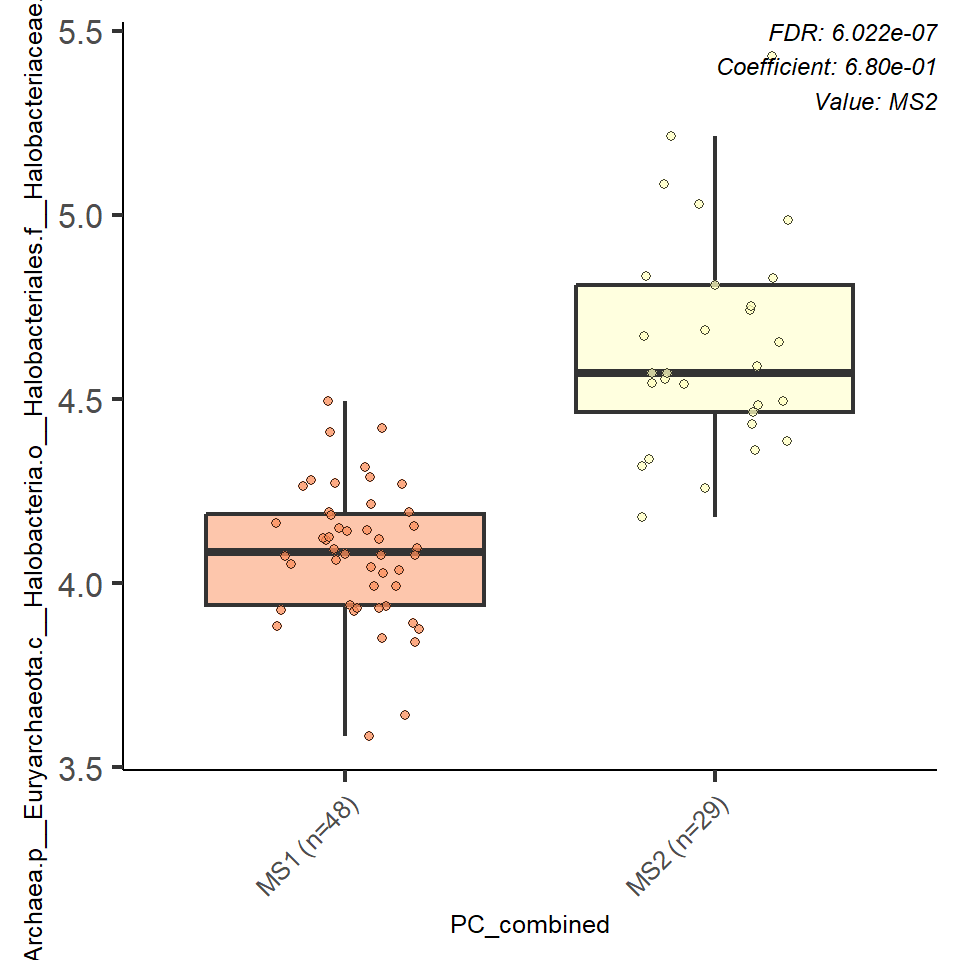 Archaea.p__Euryarchaeota.c__Halobacteria.o__Halobacteriales.f__Halobacteriaceae.
5.5
5.0
4.5
4.0
3.5
FDR: 6.022e-07
Coefficient: 6.80e-01
Value: MS2
MS1 (n=48)
MS2 (n=29)
PC_combined